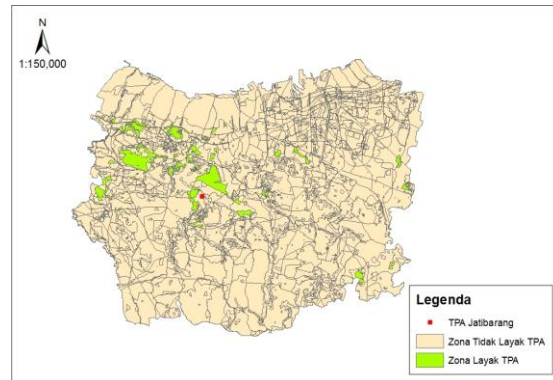 N
1:150,000
Legenda
TPA Jatibarang
Zona Tidak Layak TPA
Zona Layak TPA